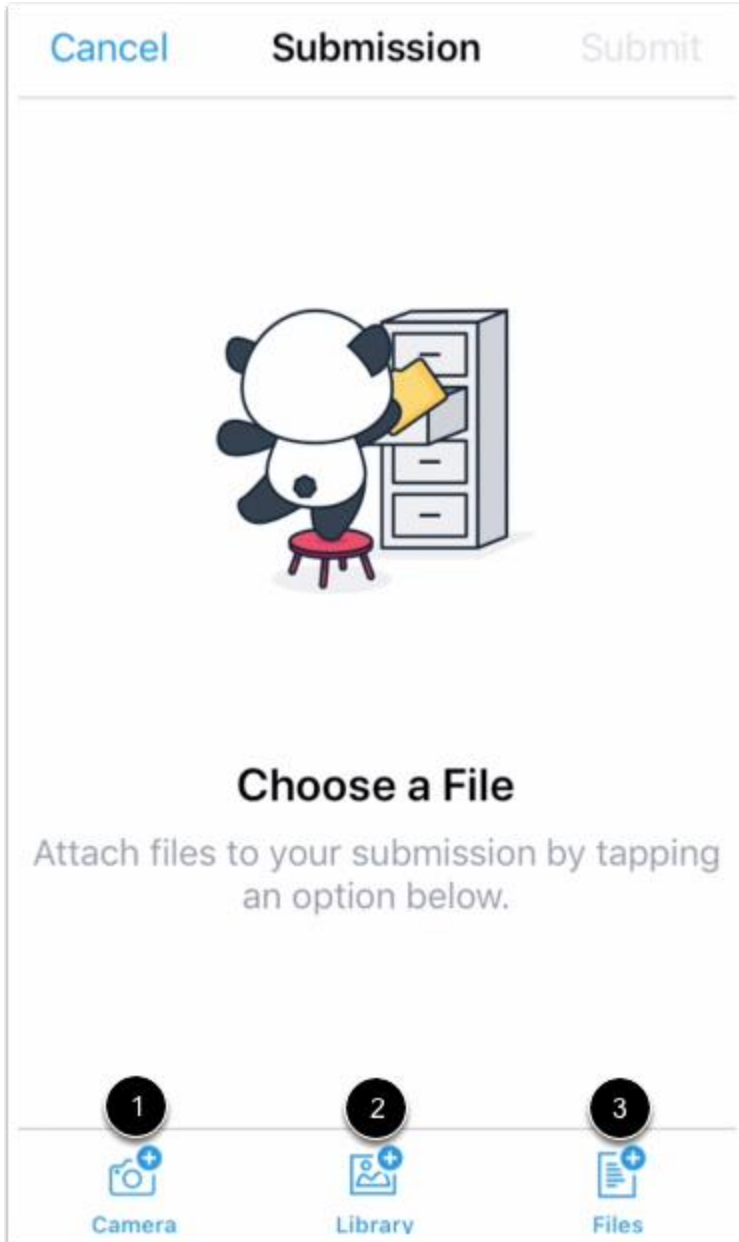 Cancel Submission Submit
Choose a File
Attach files to your submission by tapping
an option below.
1 2 3
Camera Library Files